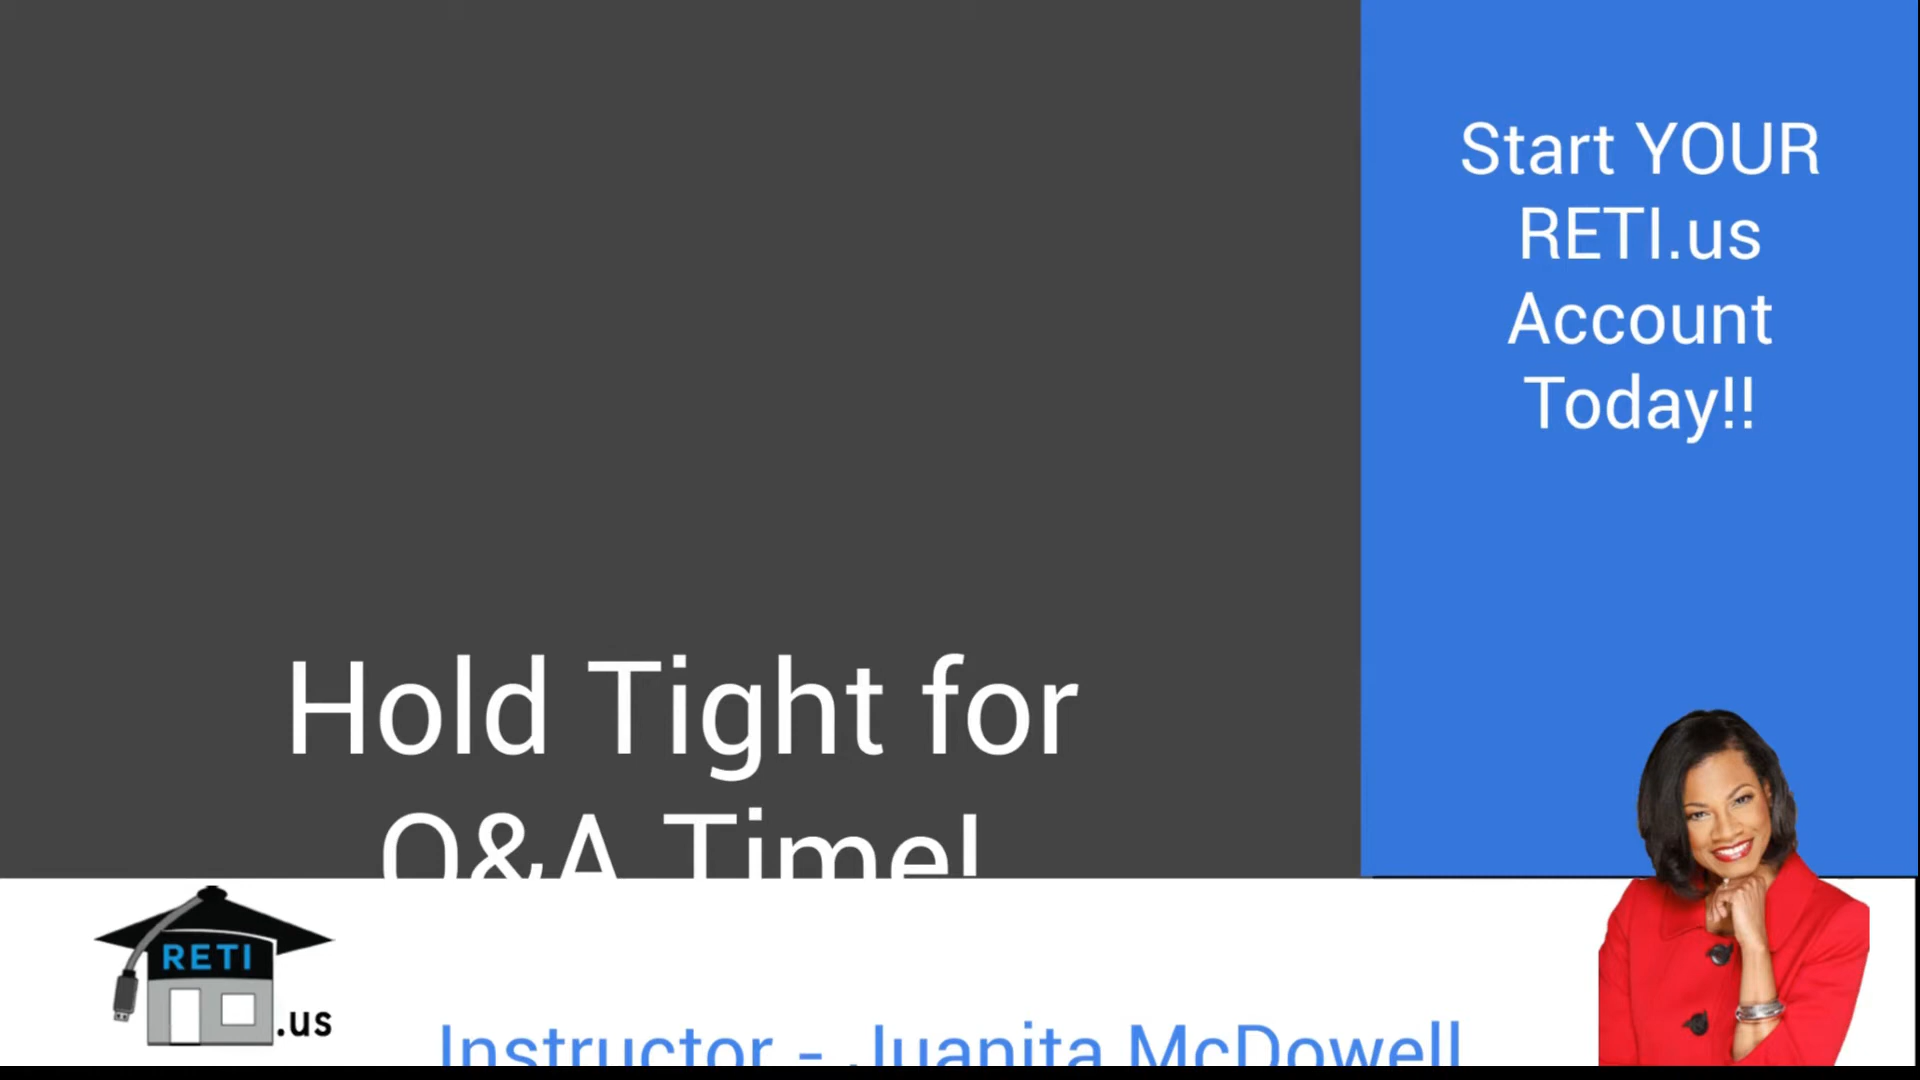 Start YOUR
RETI.us
Account
Today!!
Hold Tight for
Q&A Time!
RETI
.us
Instructor - Juanita McDowell